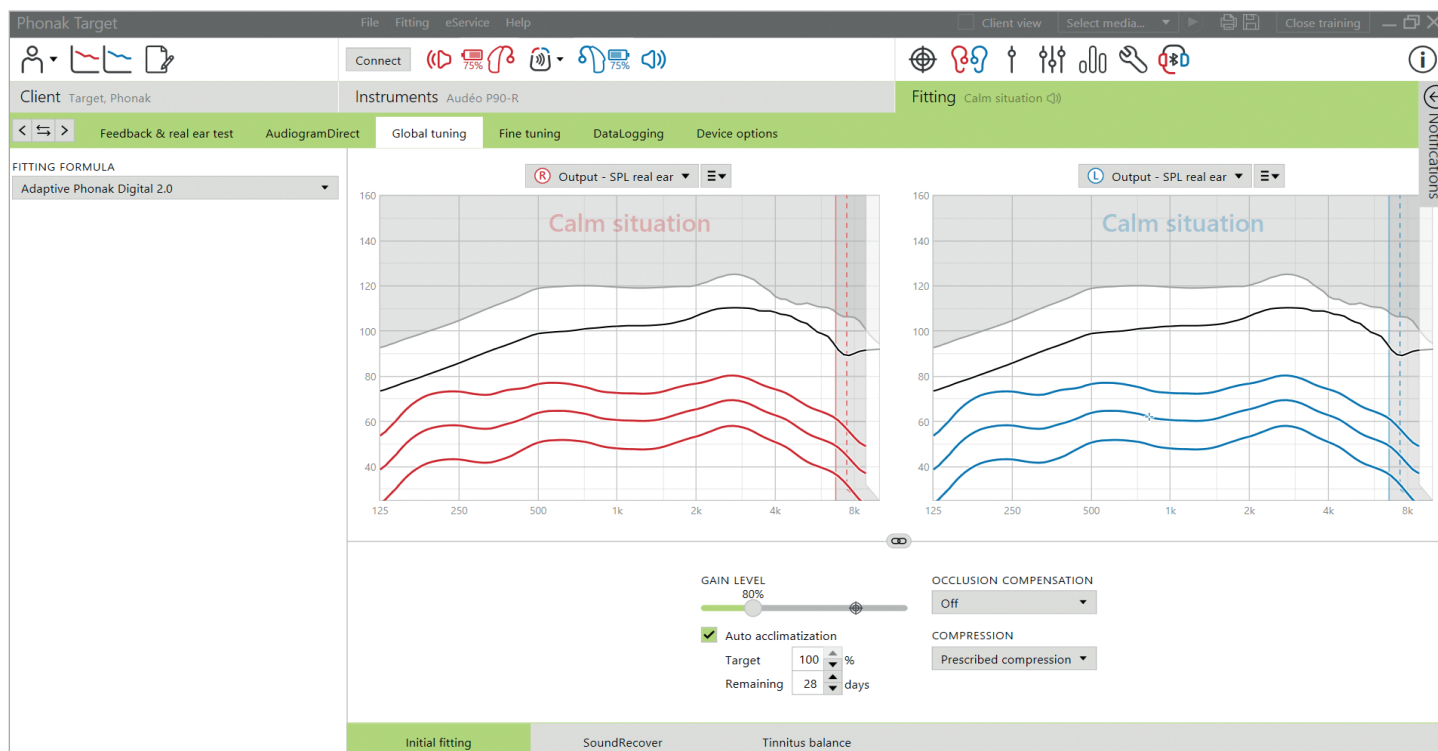 Phonak Target File Fitting eService Help Client view Select media... Close training
Connect 75% 75%
Client Target, Phonak Instruments Audéo P90-R Fitting Calm situation
Notifications
Feedback & real ear test AudiogramDirect Global tuning Fine tuning DataLogging Device options
FITTING FORMULA
Adaptive Phonak Digital 2.0
R Output - SPL real ear L Output - SPL real ear
160 160
Calm situation Calm situation
140 140
120 120
100 100
80 80
60 60
40 40
125 250 500 1k 2k 4k 8k 125 250 500 1k 2k 4k 8k
GAIN LEVEL OCCLUSION COMPENSATION
80%
Off
Auto acclimatization COMPRESSION
Target 100 % Prescribed compression
Remaining 28 days
Initial fitting SoundRecover Tinnitus balance